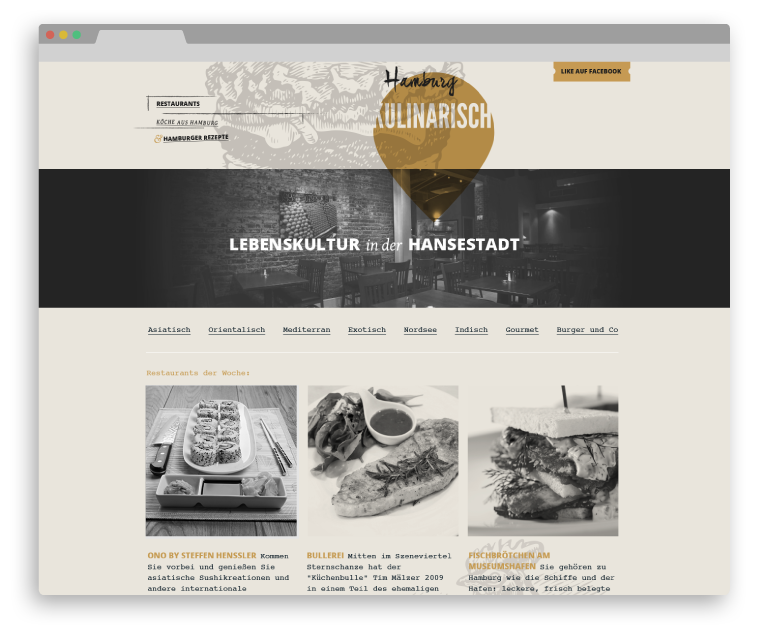 LIKE AUF FACEBOOK
Hamburg
KULINARISCH
RESTAURANTS
KÖCHE AUS HAMBURG
& HAMBURGER REZEPTE
LEBENSKULTUR in der HANSESTADT
Asiatisch Orientalisch Mediterran Exotisch Nordsee Indisch Gourmet Burger und Co
Restaurants der Woche:
ONO BY STEFFEN HENSSLER Kommen
Sie vorbei und genießen Sie
asiatische Sushikreationen und
andere internationale
BULLEREI Mitten im Szeneviertel
Sternschanze hat der
"Küchenbulle" Tim Mälzer 2009
in einem Teil des ehemaligen
FISCHBRÖTCHEN AM
MUSEUMSHAFEN Sie gehören zu
Hamburg wie die Schiffe und der
Hafen: leckere, frisch belegte